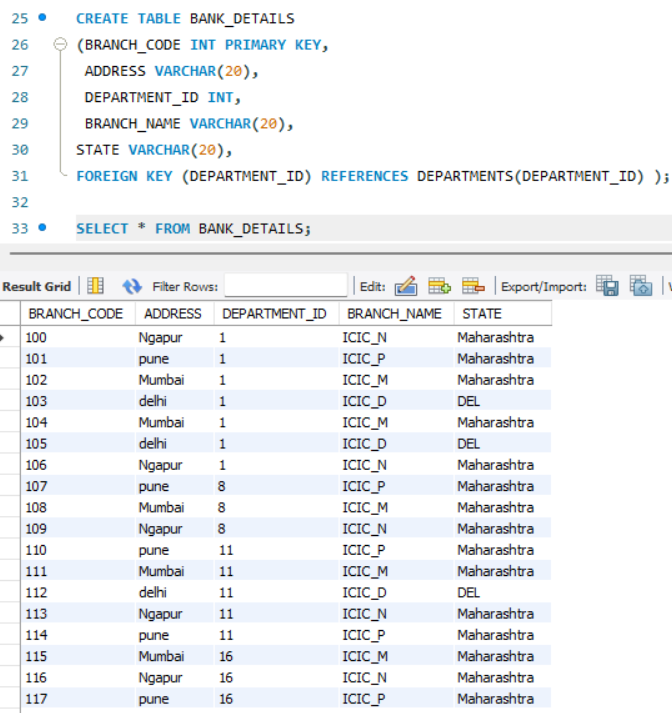 25 CREATE TABLE BANK_DETAILS
26 (BRANCH_CODE INT PRIMARY KEY,
27 ADDRESS VARCHAR(20),
28 DEPARTMENT_ID INT,
29 BRANCH_NAME VARCHAR(20),
30 STATE VARCHAR(20),
31 FOREIGN KEY (DEPARTMENT_ID) REFERENCES DEPARTMENTS(DEPARTMENT_ID) );
32
33 SELECT * FROM BANK_DETAILS;
Result Grid Filter Rows: Edit: Export/Import:
BRANCH_CODE ADDRESS DEPARTMENT_ID BRANCH_NAME STATE
100 Ngapur 1 ICIC_N Maharashtra
101 pune 1 ICIC_P Maharashtra
102 Mumbai 1 ICIC_M Maharashtra
103 delhi 1 ICIC_D DEL
104 Mumbai 1 ICIC_M Maharashtra
105 delhi 1 ICIC_D DEL
106 Ngapur 1 ICIC_N Maharashtra
107 pune 8 ICIC_P Maharashtra
108 Mumbai 8 ICIC_M Maharashtra
109 Ngapur 8 ICIC_N Maharashtra
110 pune 11 ICIC_P Maharashtra
111 Mumbai 11 ICIC_M Maharashtra
112 delhi 11 ICIC_D DEL
113 Ngapur 11 ICIC_N Maharashtra
114 pune 11 ICIC_P Maharashtra
115 Mumbai 16 ICIC_M Maharashtra
116 Ngapur 16 ICIC_N Maharashtra
117 pune 16 ICIC_P Maharashtra